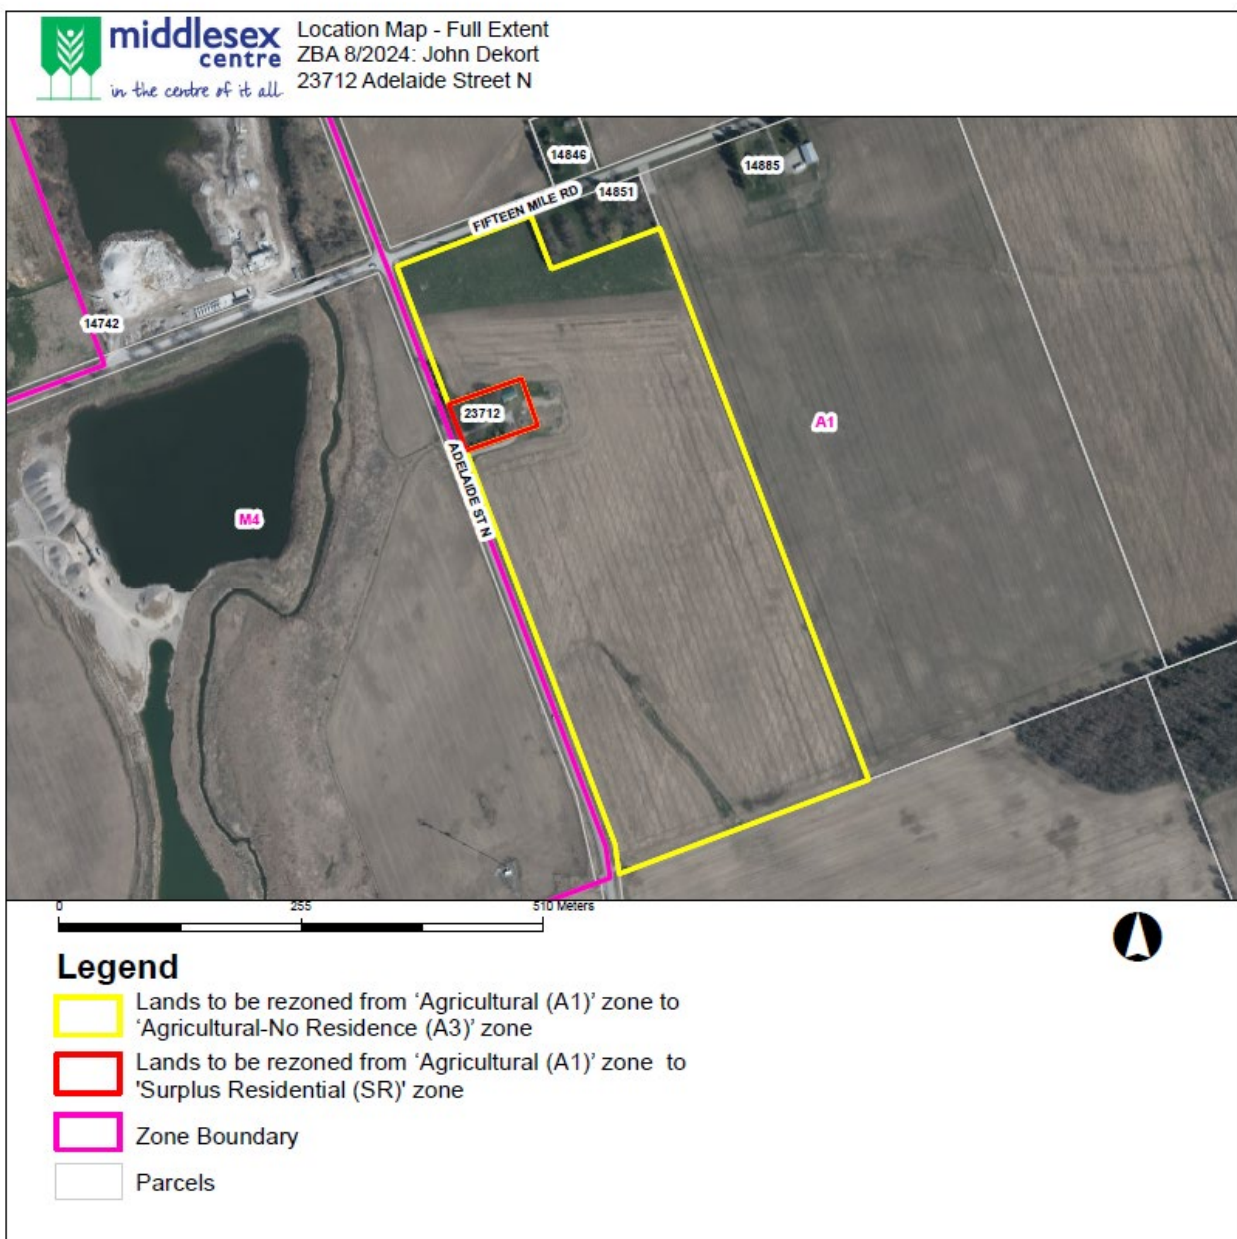 middlesex
centre
in the centre of it all
Location Map - Full Extent
ZBA 8/2024: John Dekort
23712 Adelaide Street N
14846
14885
14851
FIFTEEN MILE RD
14742
23712
A1
ADELAIDE ST N
M4
0 255 510 Meters
Legend
Lands to be rezoned from ‘Agricultural (A1)’ zone to
‘Agricultural-No Residence (A3)’ zone
Lands to be rezoned from ‘Agricultural (A1)’ zone to
'Surplus Residential (SR)' zone
Zone Boundary
Parcels